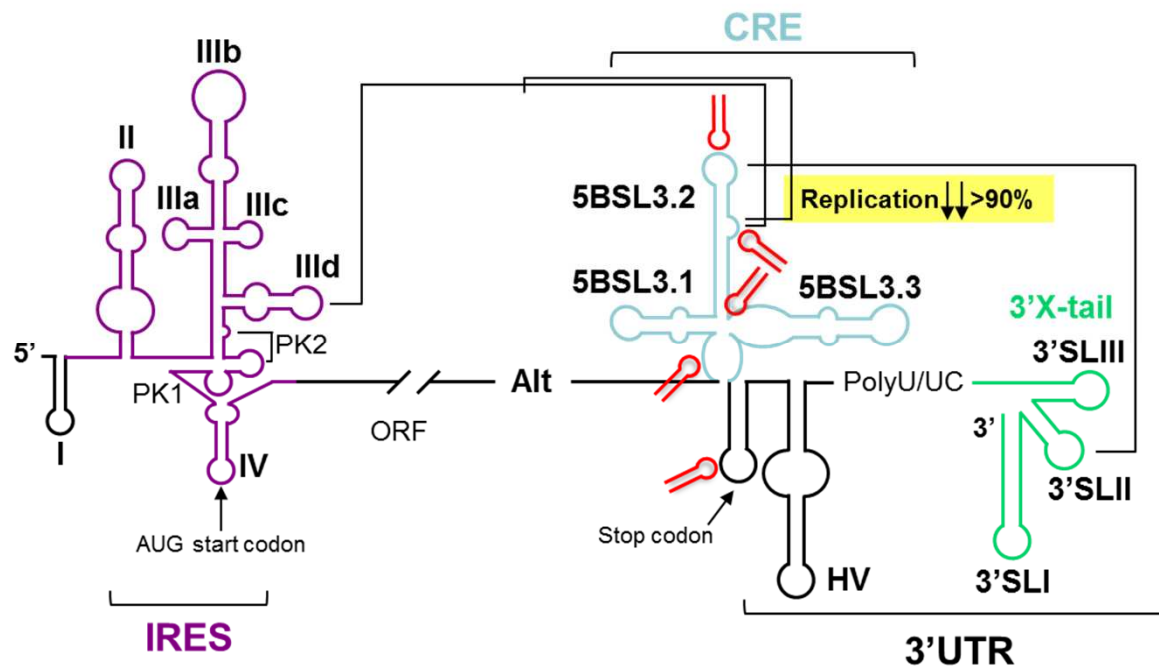 CRE
IIIb
II
IIIa
IIIc
IIId
5BSL3.2
Replication ↓↓ >90%
5BSL3.1
5BSL3.3
3’X-tail
3’SLIII
5’
PK2
PK1
Alt
PolyU/UC
ORF
3’
I
IV
3’SLII
AUG start codon
Stop codon
HV
3’SLI
IRES
3’UTR